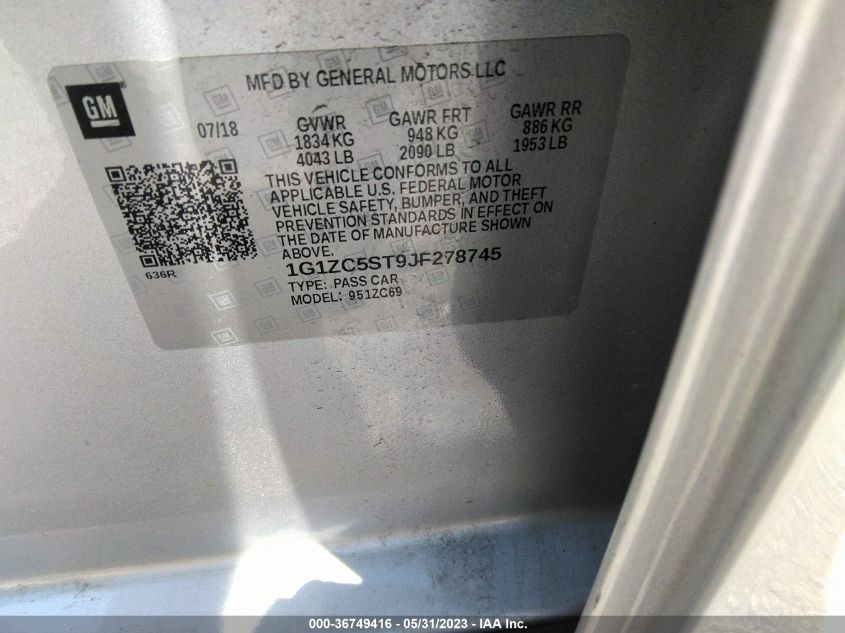 MFD BY GENERAL MOTORS LLC
GM
07/18 GVWR GAWR FRT GAWR RR
1834 KG 948 KG 886 KG
4043 LB 2090 LB 1953 LB
THIS VEHICLE CONFORMS TO ALL
APPLICABLE U.S. FEDERAL MOTOR
VEHICLE SAFETY, BUMPER, AND THEFT
PREVENTION STANDARDS IN EFFECT ON
THE DATE OF MANUFACTURE SHOWN
ABOVE.
636R
1G1ZC5ST9JF278745
TYPE: PASS CAR
MODEL: 951ZC69
000-36749416 - 05/31/2023 - IAA Inc.